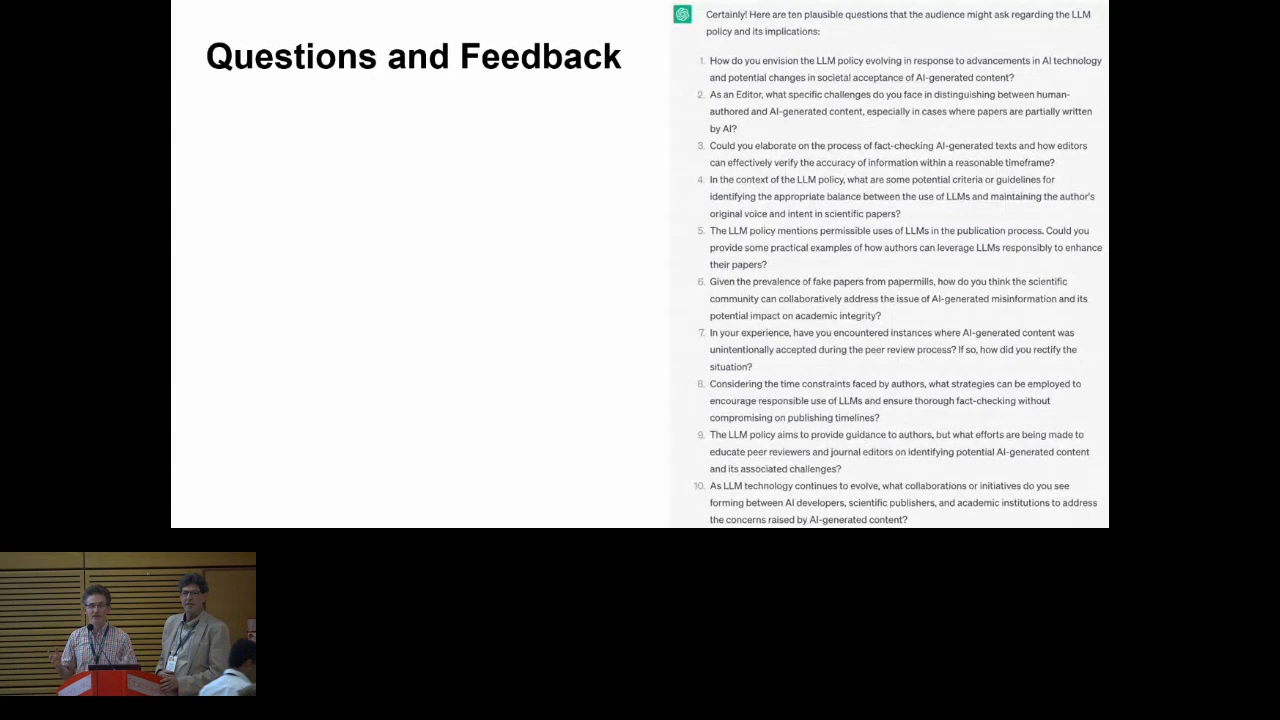 Questions and Feedback
Certainly! Here are ten plausible questions that the audience might ask regarding the LLM
policy and its implications:
1. How do you envision the LLM policy evolving in response to advancements in AI technology
and potential changes in societal acceptance of AI-generated content?
2. As an Editor, what specific challenges do you face in distinguishing between human-
authored and AI-generated content, especially in cases where papers are partially written
by AI?
3. Could you elaborate on the process of fact-checking AI-generated texts and how editors
can effectively verify the accuracy of information within a reasonable timeframe?
4. In the context of the LLM policy, what are some potential criteria or guidelines for
identifying the appropriate balance between the use of LLMs and maintaining the author's
original voice and intent in scientific papers?
5. The LLM policy mentions permissible uses of LLMs in the publication process. Could you
provide some practical examples of how authors can leverage LLMs responsibly to enhance
their papers?
6. Given the prevalence of fake papers from papermills, how do you think the scientific
community can collaboratively address the issue of AI-generated misinformation and its
potential impact on academic integrity?
7. In your experience, have you encountered instances where AI-generated content was
unintentionally accepted during the peer review process? If so, how did you rectify the
situation?
8. Considering the time constraints faced by authors, what strategies can be employed to
encourage responsible use of LLMs and ensure thorough fact-checking without
compromising on publishing timelines?
9. The LLM policy aims to provide guidance to authors, but what efforts are being made to
educate peer reviewers and journal editors on identifying potential AI-generated content
and its associated challenges?
10. As LLM technology continues to evolve, what collaborations or initiatives do you see
forming between AI developers, scientific publishers, and academic institutions to address
the concerns raised by AI-generated content?